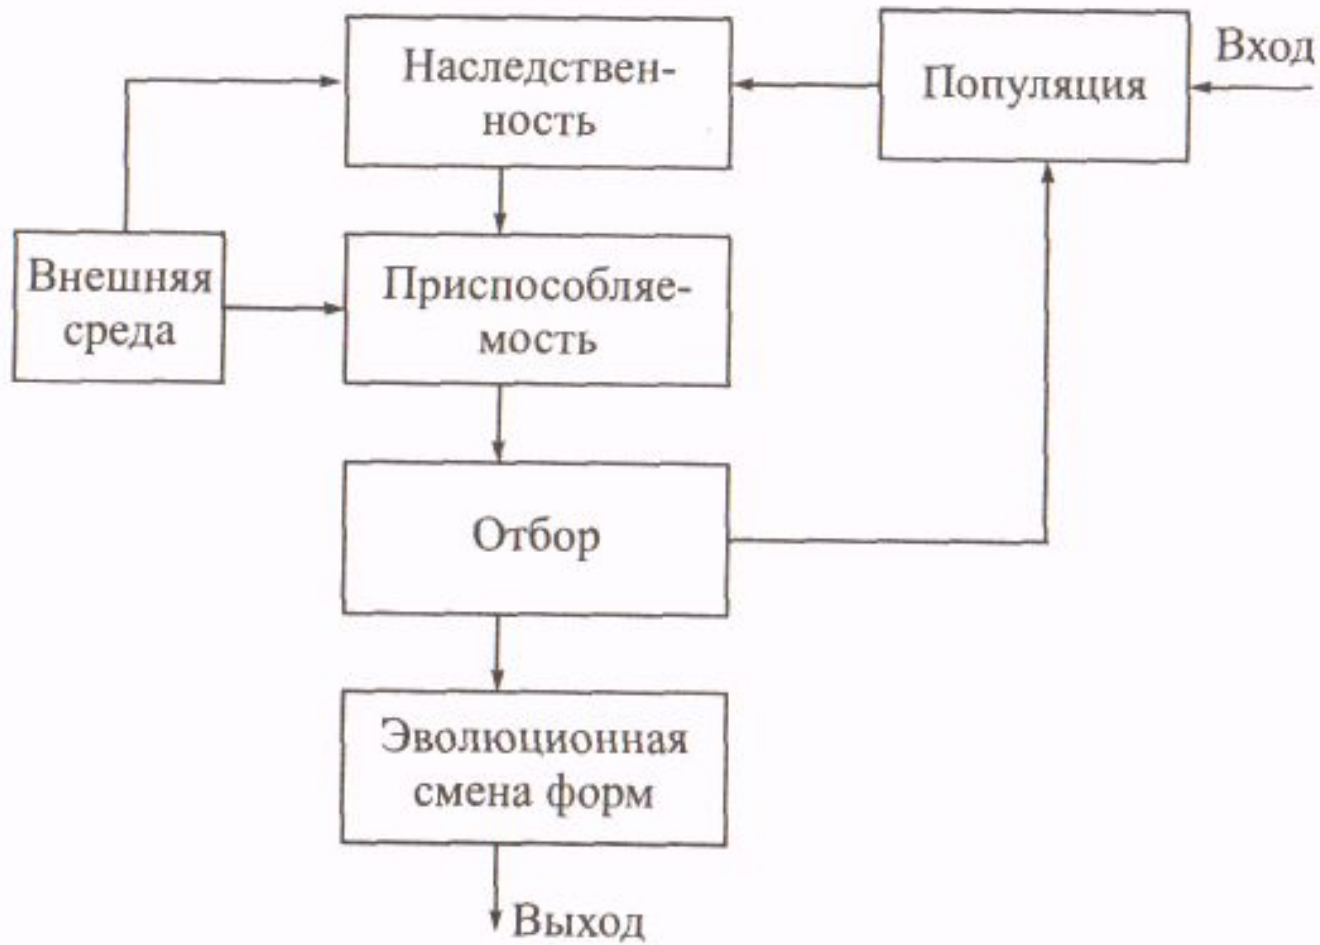 Наследствен-
ность
Популяция
Вход
Внешняя
среда
Приспособляе-
мость
Отбор
Эволюционная
смена форм
Выход